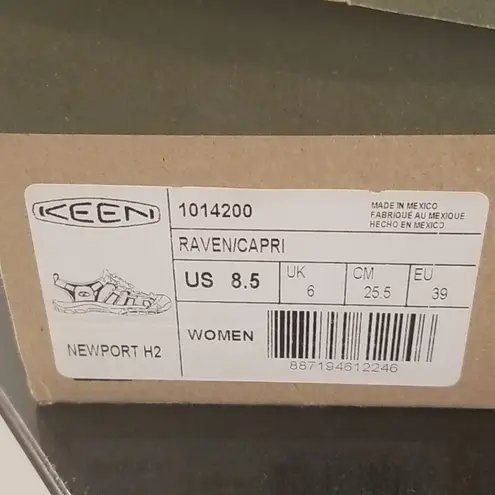 KEEN
1014200
MADE IN MEXICO
FABRIQUÉ AU MEXIQUE
HECHO EN MEXICO
RAVEN/CAPRI
US 8.5
UK 6
CM 25.5
EU 39
NEWPORT H2
WOMEN
887194612246